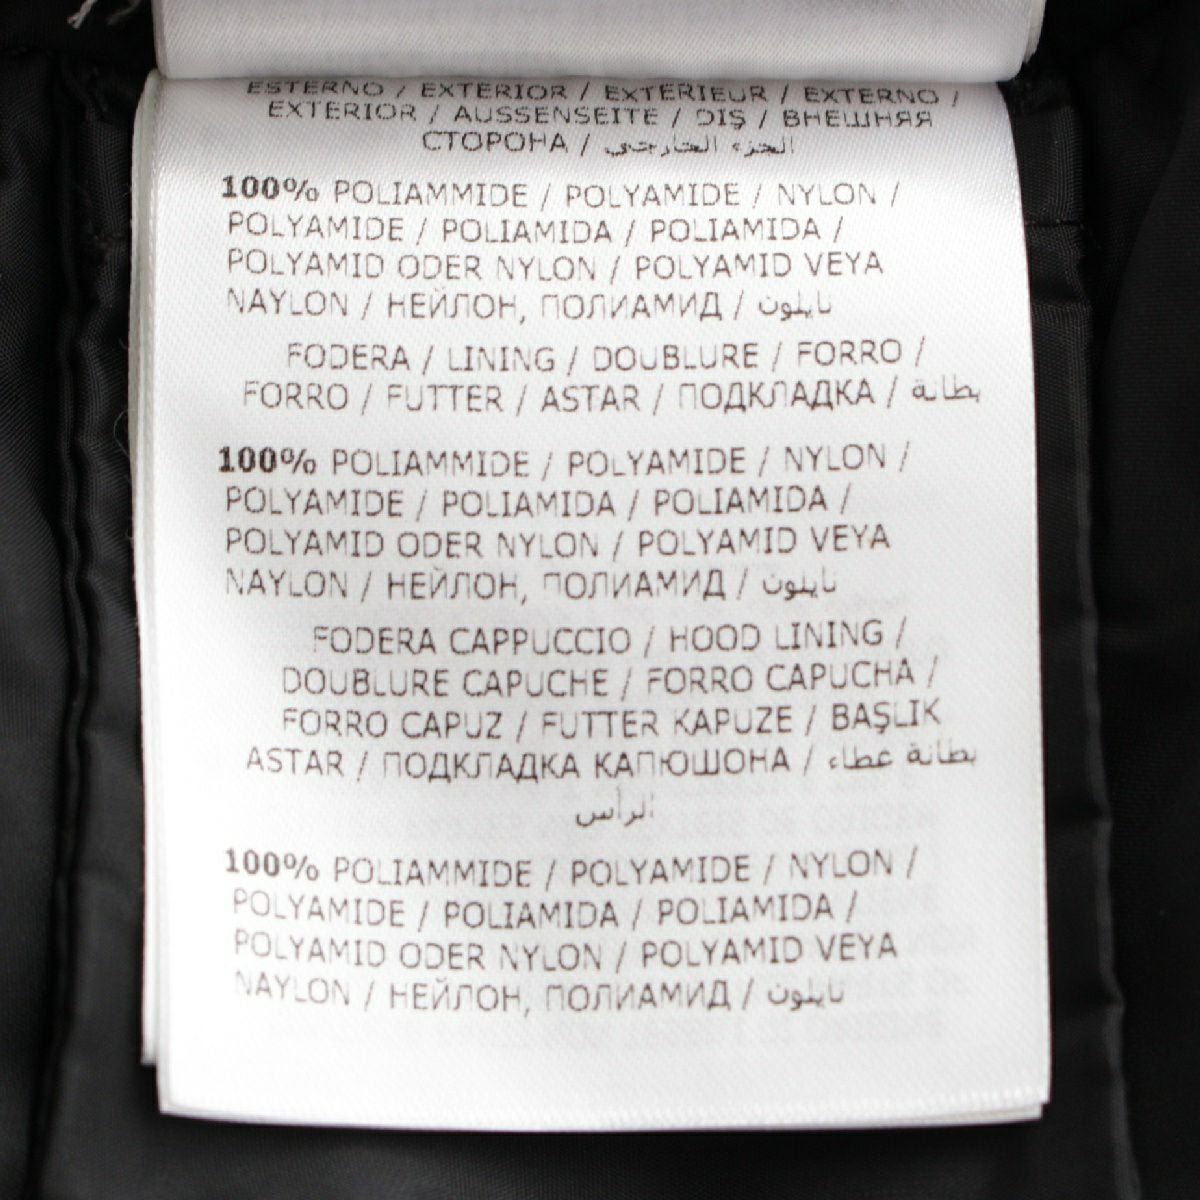 ESTERNO / EXTERIOR / EXTÉRIEUR / EXTERNO /
EXTERIOR / AUSSENSEITE / DIŞ / ВНЕШНЯЯ
СТОРОНА / الجزء الخارجي
100% POLIAMMIDE / POLYAMIDE / NYLON /
POLYAMIDE / POLIAMIDA / POLIAMIDA /
POLYAMID ODER NYLON / POLYAMID VEYA
NAYLON / НЕЙЛОН, ПОЛИАМИД / نايلون
FODERA / LINING / DOUBLURE / FORRO /
FORRO / FUTTER / ASTAR / ПОДКЛАДКА / بطانة
100% POLIAMMIDE / POLYAMIDE / NYLON /
POLYAMIDE / POLIAMIDA / POLIAMIDA /
POLYAMID ODER NYLON / POLYAMID VEYA
NAYLON / НЕЙЛОН, ПОЛИАМИД / نايلون
FODERA CAPPUCCIO / HOOD LINING /
DOUBLURE CAPUCHE / FORRO CAPUCHA /
FORRO CAPUZ / FUTTER KAPUZE / BAŞLIK
ASTAR / ПОДКЛАДКА КАПЮШОНА / بطانة غطاء
الرأس
100% POLIAMMIDE / POLYAMIDE / NYLON /
POLYAMIDE / POLIAMIDA / POLIAMIDA /
POLYAMID ODER NYLON / POLYAMID VEYA
NAYLON / НЕЙЛОН, ПОЛИАМИД / نايلون